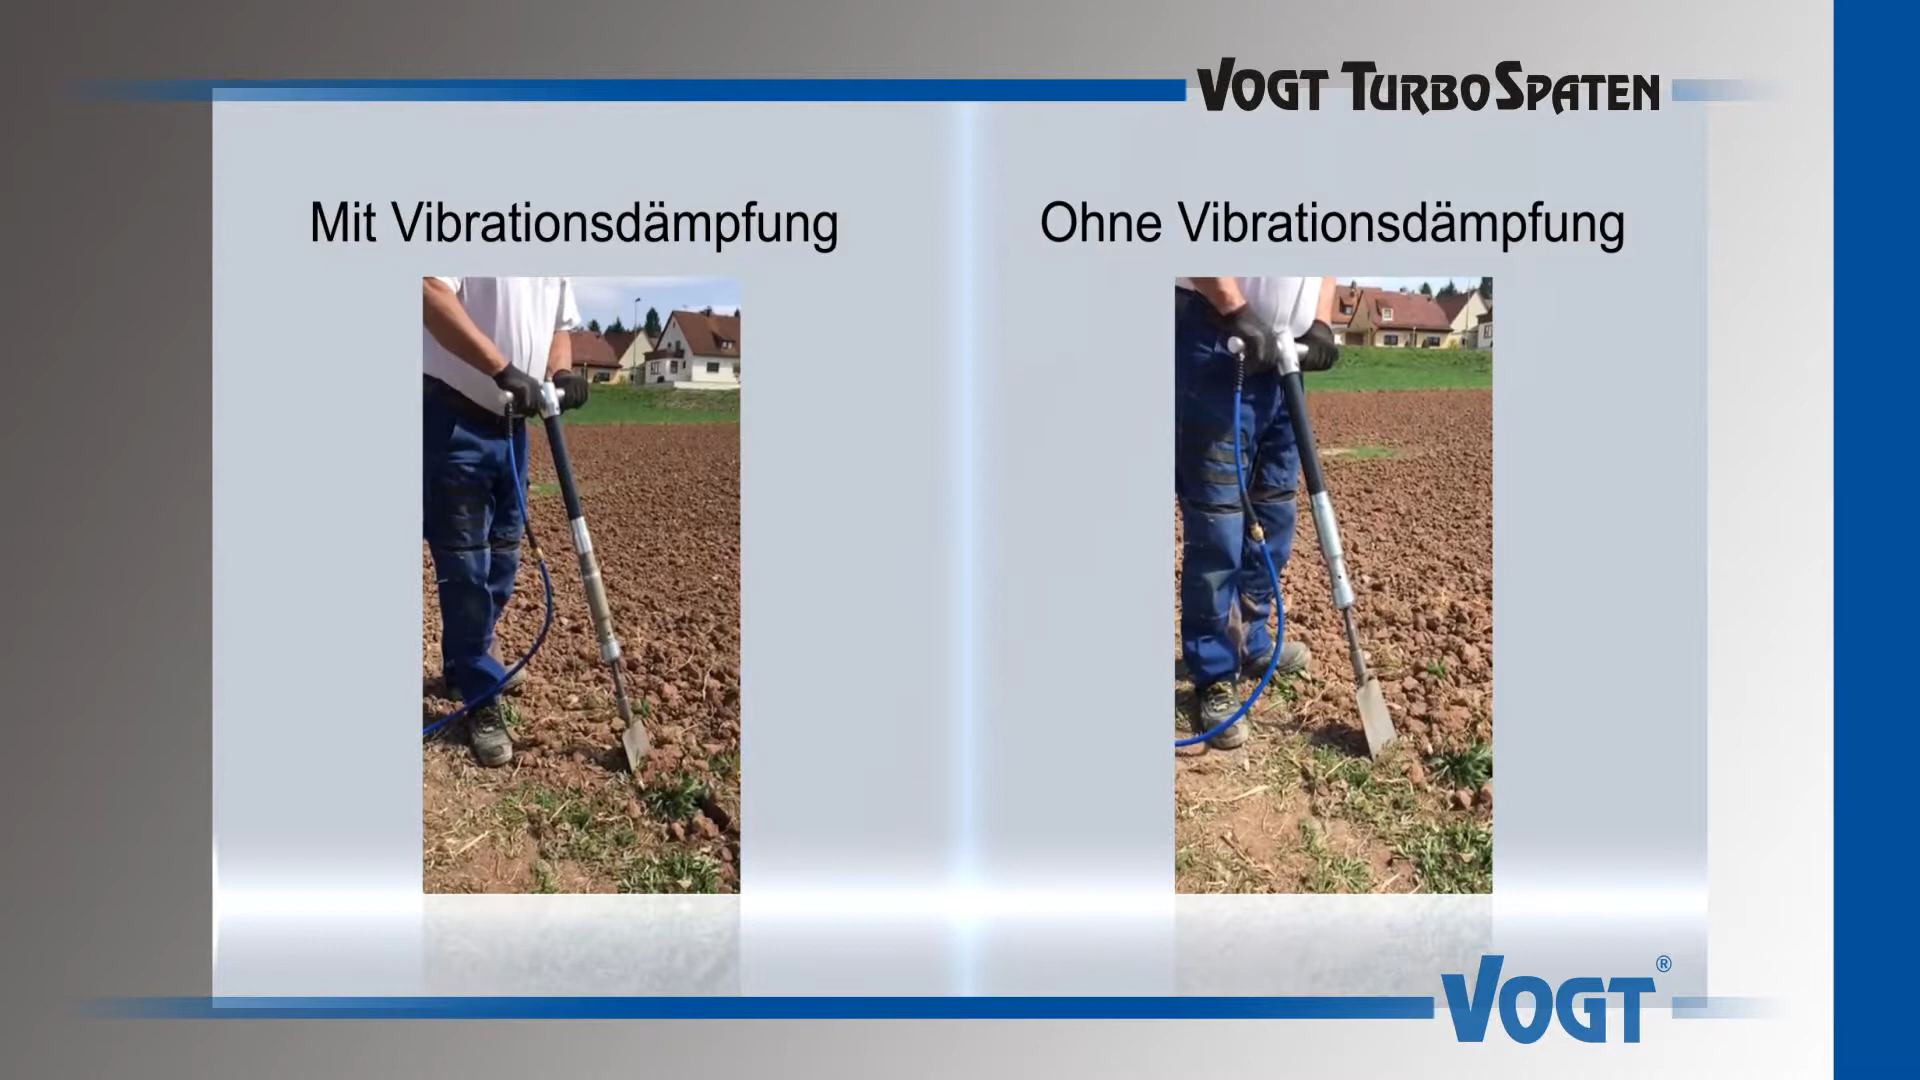 VOGT TURBOSPATEN
Mit Vibrationsdämpfung
Ohne Vibrationsdämpfung
VOGT®